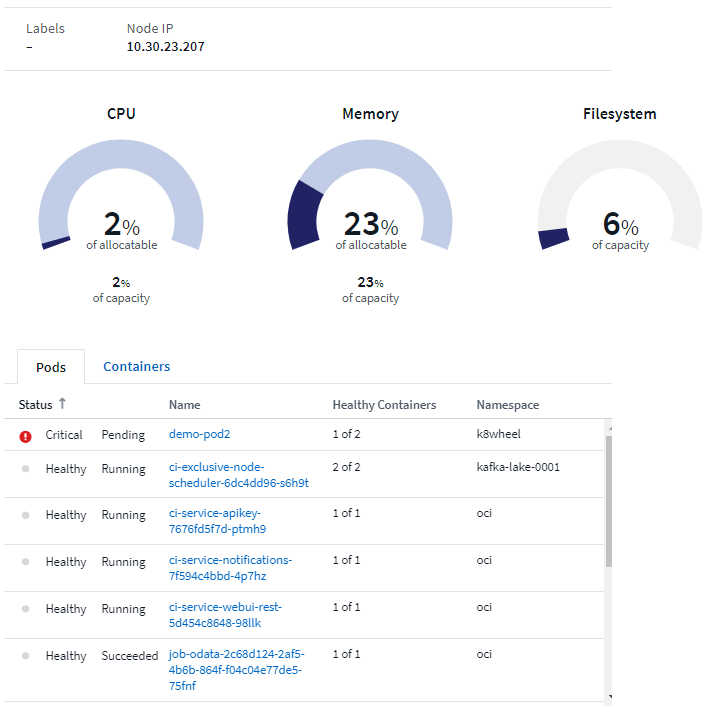 Labels Node IP
– 10.30.23.207
CPU Memory Filesystem
2% 23% 6%
of allocatable of allocatable of capacity
2% 23%
of capacity of capacity
Pods Containers
Status ↑ Name Healthy Containers Namespace
Critical Pending demo-pod2 1 of 2 k8wheel
Healthy Running ci-exclusive-node- 2 of 2 kafka-lake-0001
scheduler-6dc4dd96-s6h9t
Healthy Running ci-service-apikey- 1 of 1 oci
7676fd5f7d-ptmh9
Healthy Running ci-service-notifications- 1 of 1 oci
7f594c4bbd-4p7hz
Healthy Running ci-service-webui-rest- 1 of 1 oci
5d454c8648-98llk
Healthy Succeeded job-odata-2c68d124-2af5- 1 of 1 oci
4b6b-864f-f04c04e77de5-
75fnf